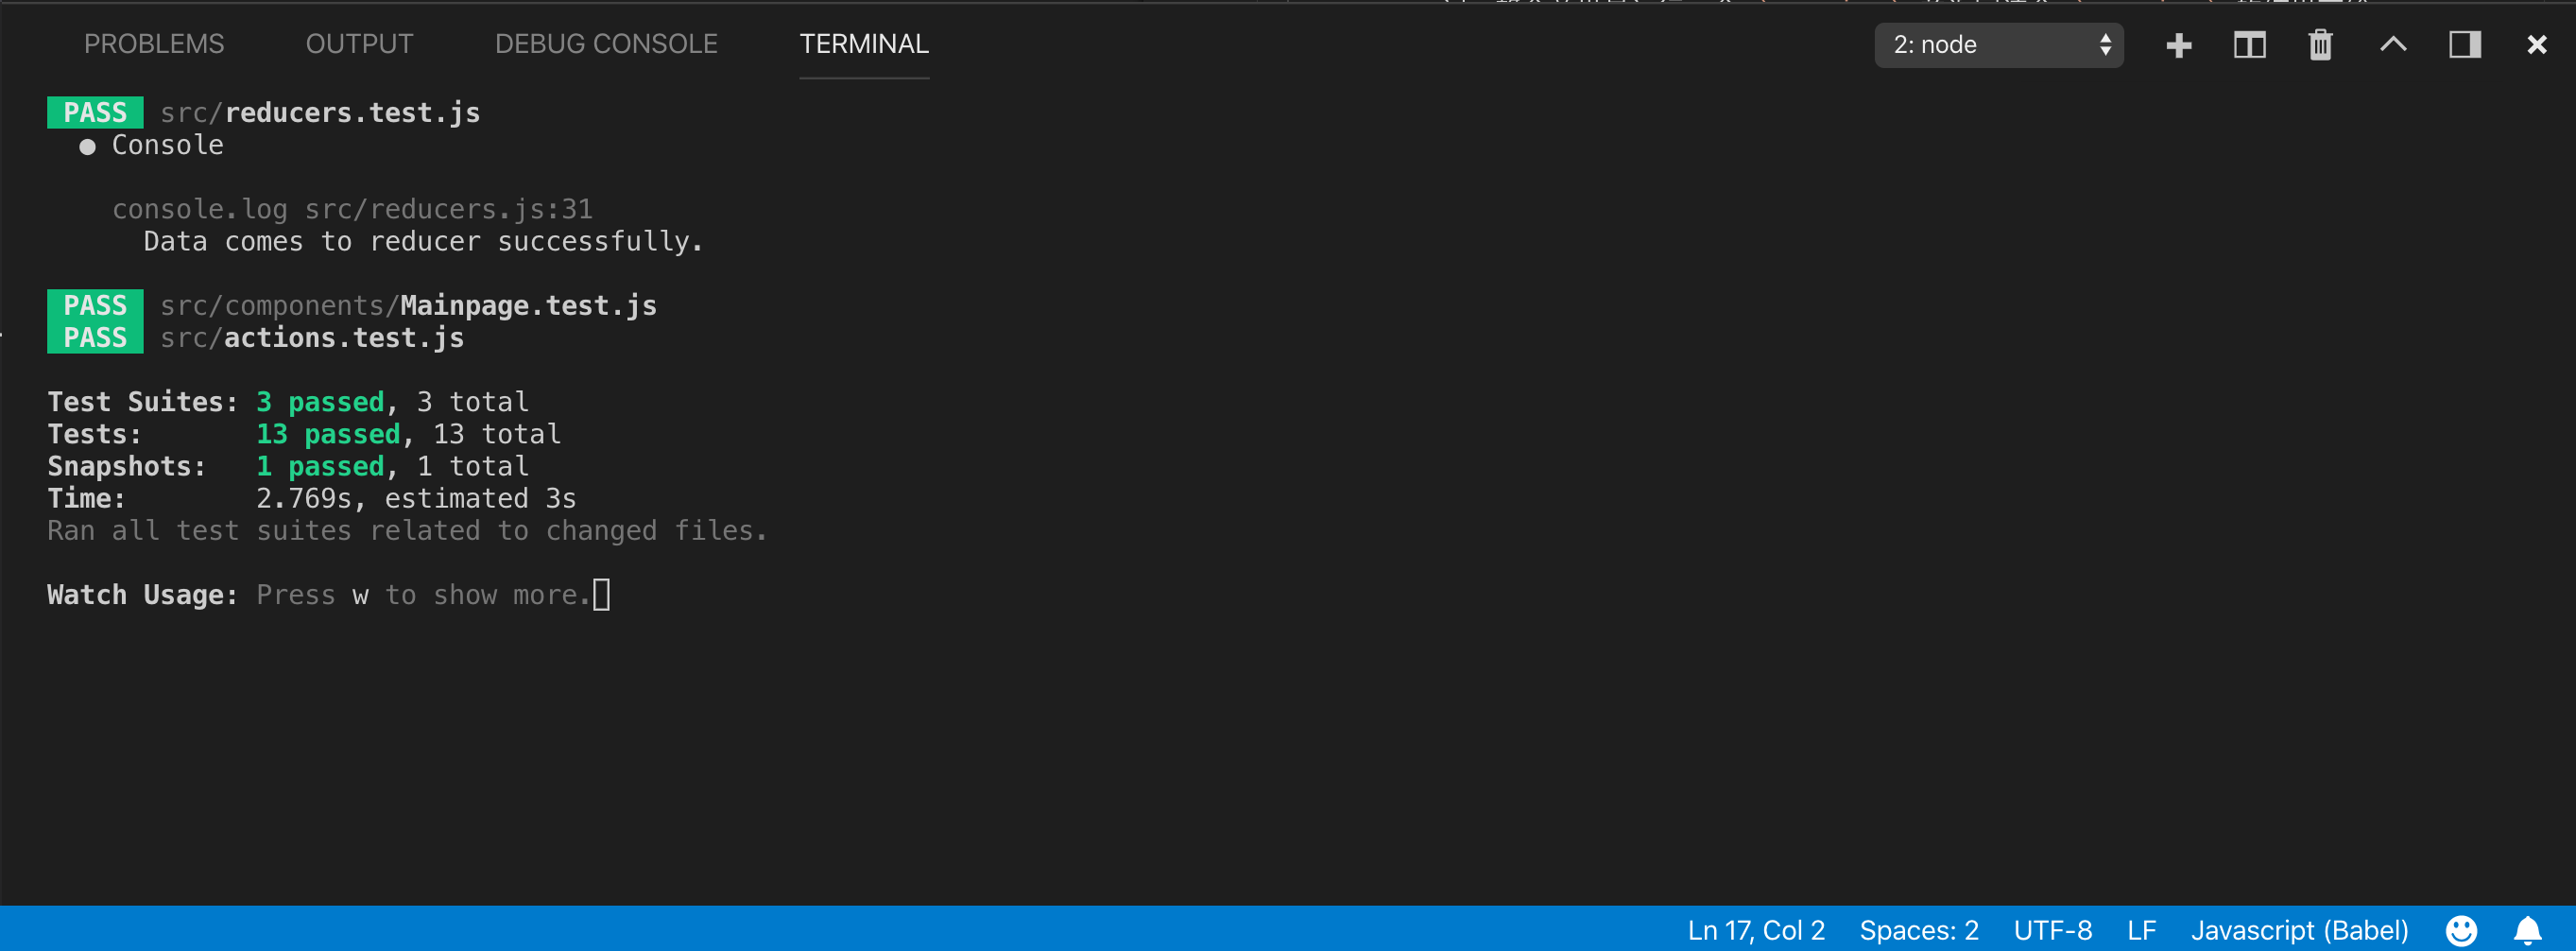 PROBLEMS OUTPUT DEBUG CONSOLE TERMINAL 2: node
PASS src/reducers.test.js
● Console
console.log src/reducers.js:31
Data comes to reducer successfully.
PASS src/components/Mainpage.test.js
PASS src/actions.test.js
Test Suites: 3 passed, 3 total
Tests: 13 passed, 13 total
Snapshots: 1 passed, 1 total
Time: 2.769s, estimated 3s
Ran all test suites related to changed files.
Watch Usage: Press w to show more.
Ln 17, Col 2 Spaces: 2 UTF-8 LF Javascript (Babel)